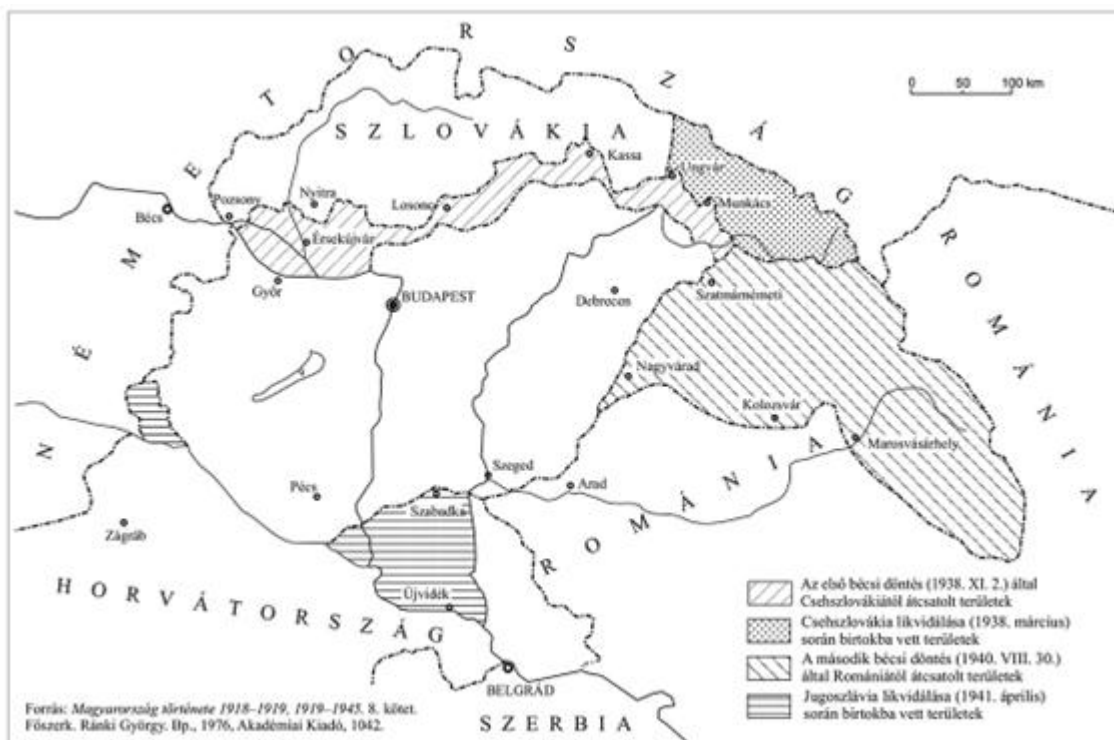 NÉMETORSZÁG
0 50 100 km
SZLOVÁKIA
Kassa
Ungvár
Munkács
Nyitra
Pozsony
Losonc
Bécs
Érsekújvár
ROMÁNIA
Győr
BUDAPEST
Debrecen
Szatmárnémeti
Nagyvárad
Kolozsvár
Marosvásárhely
Szeged
Arad
Pécs
Szabadka
ROMÁNIA
Zágráb
Újvidék
HORVÁTORSZÁG
BELGRÁD
SZERBIA
Az első bécsi döntés (1938. XI. 2.) által
Csehszlovákiától átcsatolt területek
Csehszlovákia likvidálása (1938. március)
során birtokba vett területek
A második bécsi döntés (1940. VIII. 30.)
által Romániától átcsatolt területek
Jugoszlávia likvidálása (1941. április)
során birtokba vett területek
Forrás: Magyarország története 1918–1919, 1919–1945. 8. kötet.
Főszerk. Ránki György. Bp., 1976, Akadémiai Kiadó, 1042.